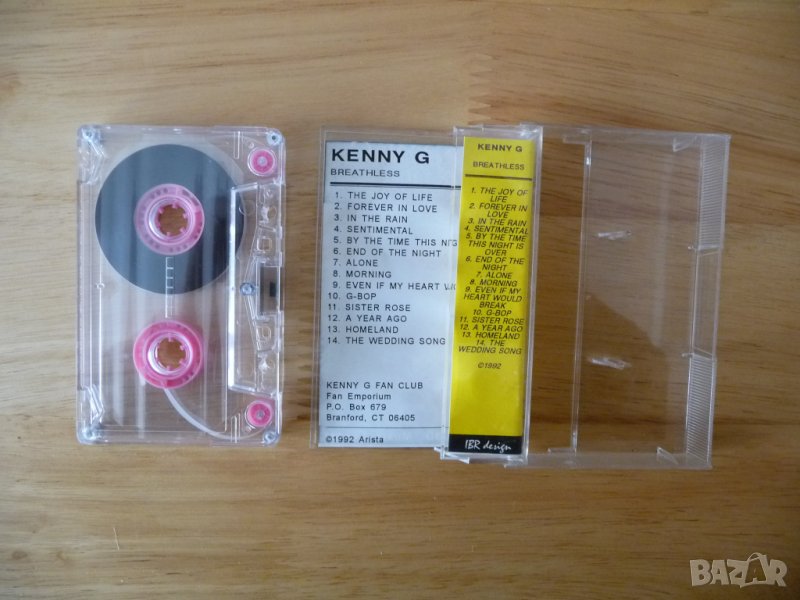 KENNY G
BREATHLESS
1. THE JOY OF LIFE
2. FOREVER IN LOVE
3. IN THE RAIN
4. SENTIMENTAL
5. BY THE TIME THIS NIG
6. END OF THE NIGHT
7. ALONE
8. MORNING
9. EVEN IF MY HEART WO
10. G-BOP
11. SISTER ROSE
12. A YEAR AGO
13. HOMELAND
14. THE WEDDING SONG
KENNY G FAN CLUB
Fan Emporium
P.O. Box 679
Branford, CT 06405
©1992 Arista
KENNY G
BREATHLESS
1. THE JOY OF
LIFE
2. FOREVER IN
LOVE
3. IN THE RAIN
4. SENTIMENTAL
5. BY THE TIME
THIS NIGHT IS
OVER
6. END OF THE
NIGHT
7. ALONE
8. MORNING
9. EVEN IF MY
HEART WOULD
BREAK
10. G-BOP
11. SISTER ROSE
12. A YEAR AGO
13. HOMELAND
14. THE
WEDDING SONG
©1992
IBR design
BAZAR